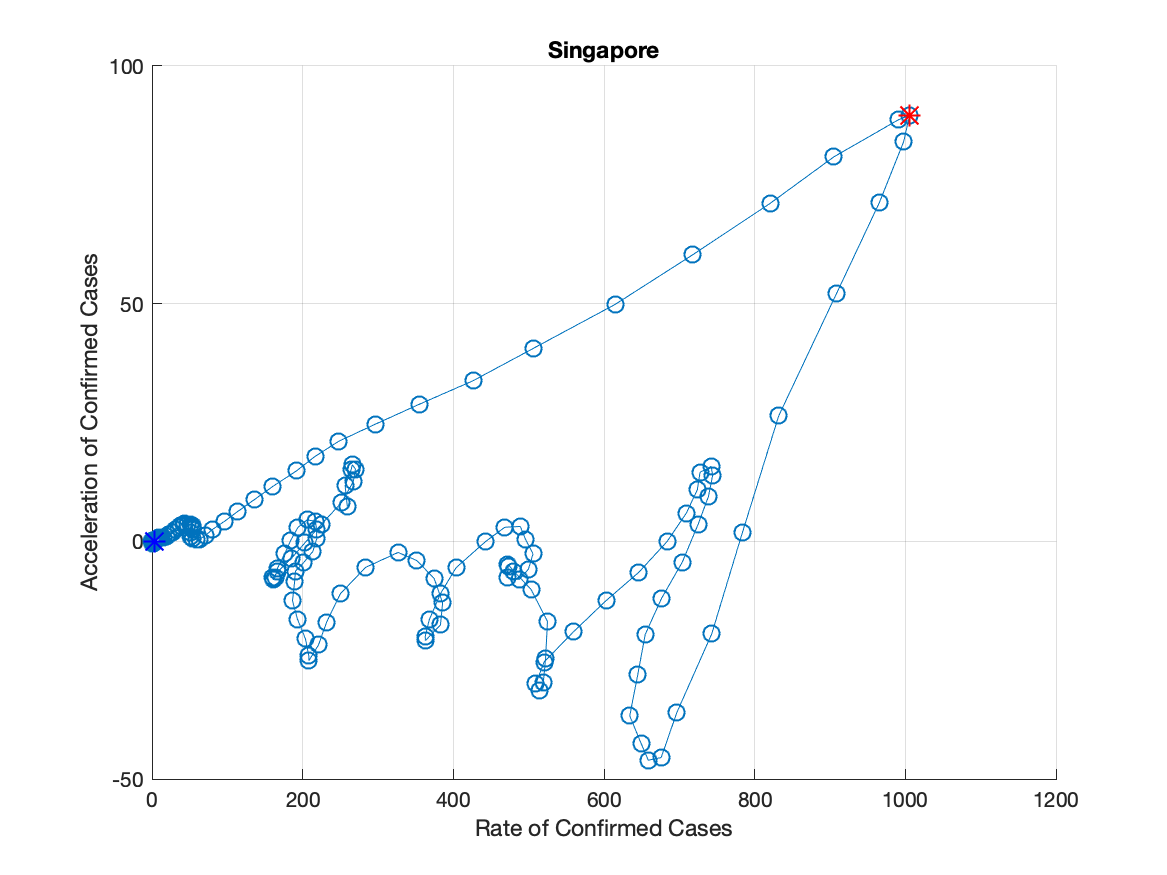 Singapore
100
50
0
-50
0 200 400 600 800 1000 1200
Rate of Confirmed Cases
Acceleration of Confirmed Cases